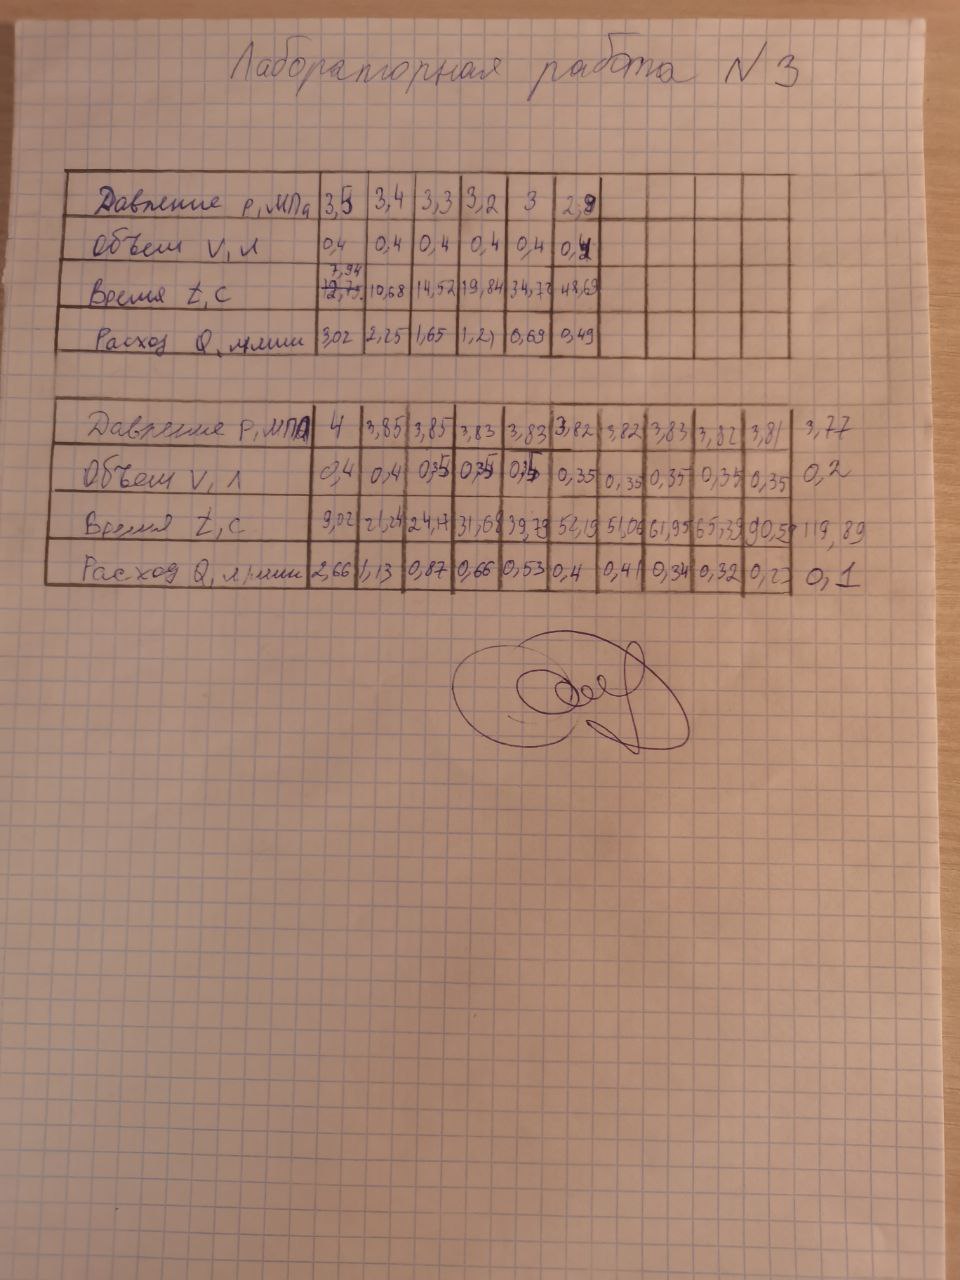 Лабораторная работа N 3
Давление p, МПа 3,5 3,4 3,3 3,2 3 2,9
Объем V, л 0,4 0,4 0,4 0,4 0,4 0,4
7,94
Время t, с 10,68 14,52 19,84 34,72 48,69
Расход Q, л/мин 3,02 2,25 1,65 1,21 0,69 0,49
Давление p, МПа 4 3,85 3,85 3,83 3,83 3,82 3,82 3,83 3,82 3,81 3,77
Объем V, л 0,4 0,4 0,35 0,35 0,35 0,35 0,35 0,35 0,35 0,35 0,2
Время t, с 9,02 21,24 24,17 31,68 39,79 52,19 51,06 61,95 65,39 90,59 119,89
Расход Q, л/мин 2,66 1,13 0,87 0,66 0,53 0,4 0,41 0,34 0,32 0,23 0,1